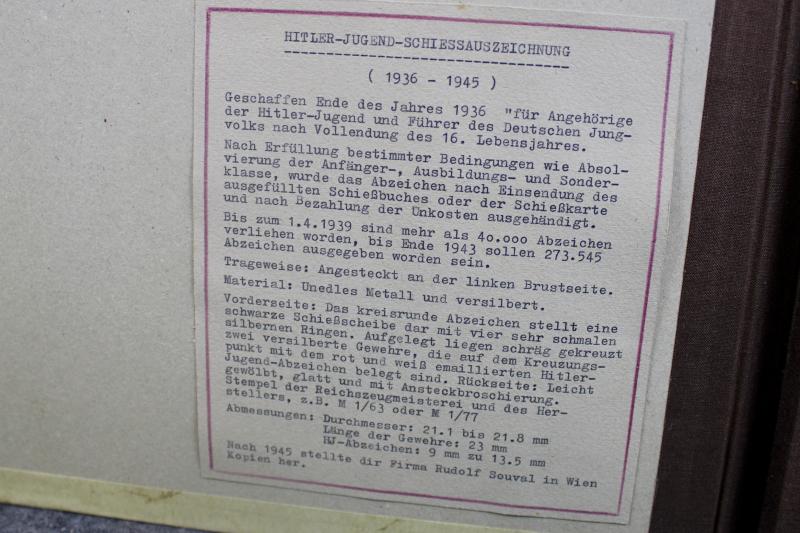 HITLER-JUGEND-SCHIESSAUSZEICHNUNG
( 1936 - 1945 )
Geschaffen Ende des Jahres 1936 "für Angehörige
der Hitler-Jugend und Führer des Deutschen Jung-
volks nach Vollendung des 16. Lebensjahres.
Nach Erfüllung bestimmter Bedingungen wie Absol-
vierung der Anfänger-, Ausbildungs- und Sonder-
klasse, wurde das Abzeichen nach Einsendung des
ausgefüllten Schießbuches oder der Schießkarte
und nach Bezahlung der Unkosten ausgehändigt.
Bis zum 1.4.1939 sind mehr als 4o.ooo Abzeichen
verliehen worden, bis Ende 1943 sollen 273.545
Abzeichen ausgegeben worden sein.
Trageweise: Angesteckt an der linken Brustseite.
Material: Unedles Metall und versilbert.
Vorderseite: Das kreisrunde Abzeichen stellt eine
schwarze Schießscheibe dar mit vier sehr schmalen
silbernen Ringen. Aufgelegt liegen schräg gekreuzt
zwei versilberte Gewehre, die auf dem Kreuzungs-
punkt mit dem rot und weiß emaillierten Hitler-
Jugend-Abzeichen belegt sind. Rückseite: Leicht
gewölbt, glatt und mit Ansteckbroschierung.
Stempel der Reichszeugmeisterei und des Her-
stellers, z.B. M 1/63 oder M 1/77
Abmessungen: Durchmesser: 21.1 bis 21.8 mm
Länge der Gewehre: 23 mm
HJ-Abzeichen: 9 mm zu 13.5 mm
Nach 1945 stellte dir Firma Rudolf Souval in Wien
Kopien her.